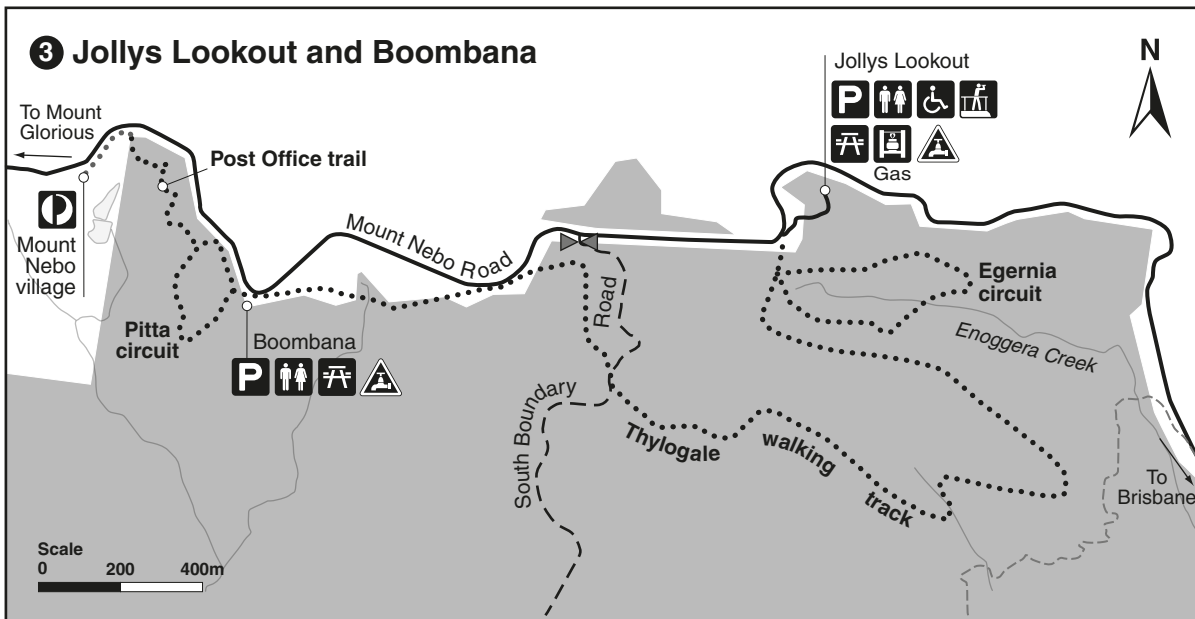 3 Jollys Lookout and Boombana
N
Jollys Lookout
P
Gas
To Mount
Glorious
Post Office trail
Mount
Nebo
village
Mount Nebo Road
Pitta
circuit
Boombana
P
Road
South Boundary
Egernia
circuit
Enoggera Creek
Thylogale
walking
track
To
Brisbane
Scale
0 200 400m